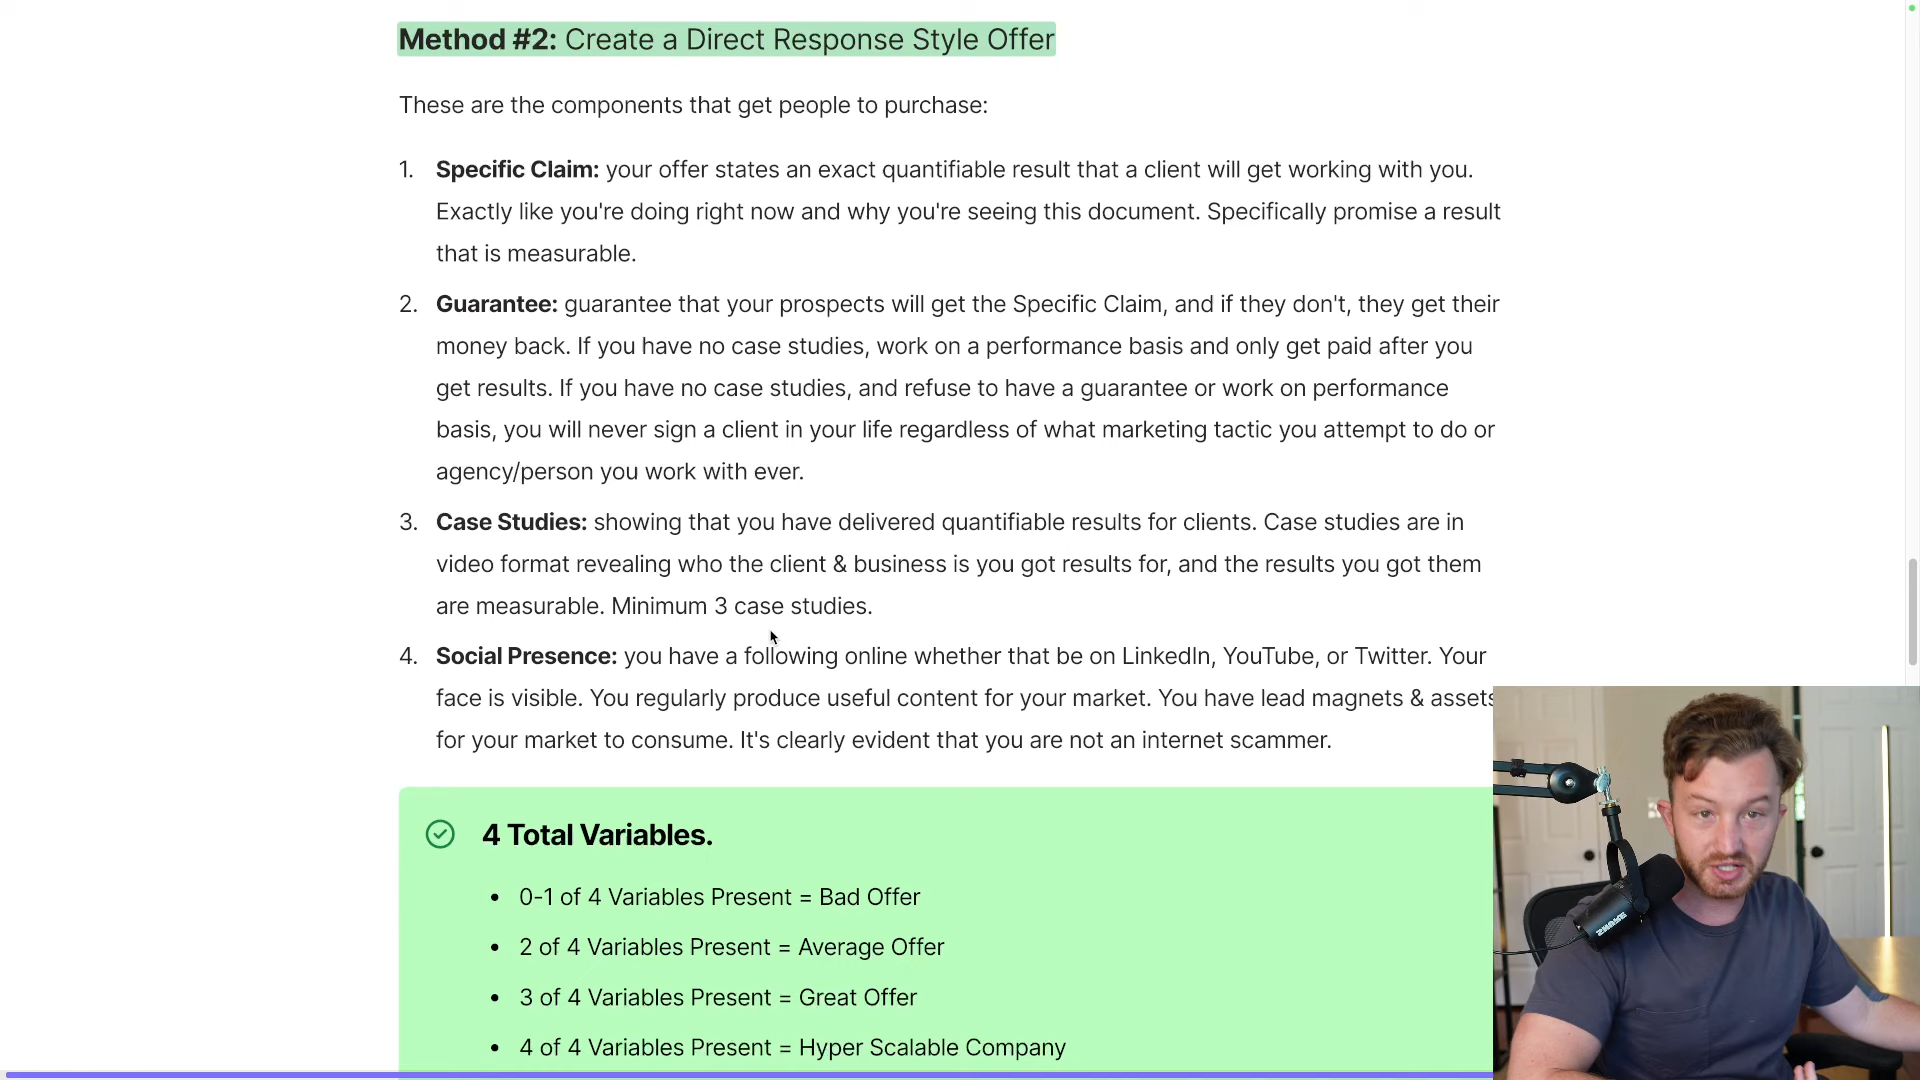 Method #2: Create a Direct Response Style Offer
These are the components that get people to purchase:
1. Specific Claim: your offer states an exact quantifiable result that a client will get working with you.
Exactly like you're doing right now and why you're seeing this document. Specifically promise a result
that is measurable.
2. Guarantee: guarantee that your prospects will get the Specific Claim, and if they don't, they get their
money back. If you have no case studies, work on a performance basis and only get paid after you
get results. If you have no case studies, and refuse to have a guarantee or work on performance
basis, you will never sign a client in your life regardless of what marketing tactic you attempt to do or
agency/person you work with ever.
3. Case Studies: showing that you have delivered quantifiable results for clients. Case studies are in
video format revealing who the client & business is you got results for, and the results you got them
are measurable. Minimum 3 case studies.
4. Social Presence: you have a following online whether that be on LinkedIn, YouTube, or Twitter. Your
face is visible. You regularly produce useful content for your market. You have lead magnets & assets
for your market to consume. It's clearly evident that you are not an internet scammer.
4 Total Variables.
• 0-1 of 4 Variables Present = Bad Offer
• 2 of 4 Variables Present = Average Offer
• 3 of 4 Variables Present = Great Offer
• 4 of 4 Variables Present = Hyper Scalable Company